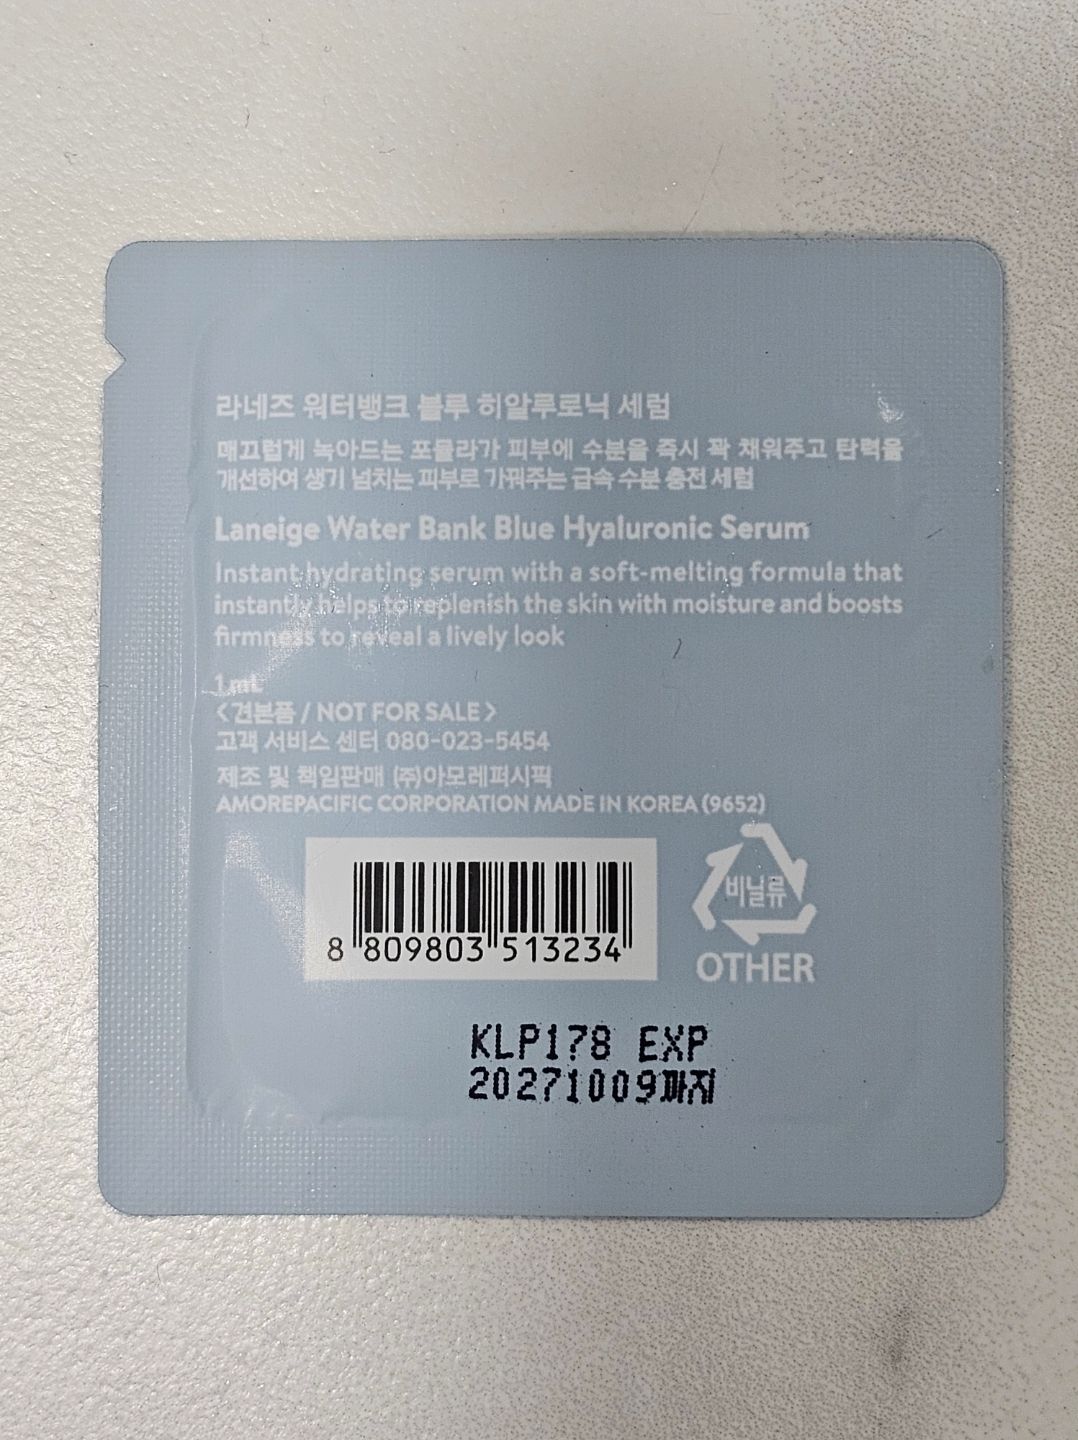 라네즈 워터뱅크 블루 히알루로닉 세럼
매끄럽게 녹아드는 포뮬라가 피부에 수분을 즉시 꽉 채워주고 탄력을
개선하여 생기 넘치는 피부로 가꿔주는 급속 수분 충전 세럼
Laneige Water Bank Blue Hyaluronic Serum
Instant hydrating serum with a soft-melting formula that
instantly helps to replenish the skin with moisture and boosts
firmness to reveal a lively look
1 mL
<견본품 / NOT FOR SALE>
고객 서비스 센터 080-023-5454
제조 및 책임판매 (주)아모레퍼시픽
AMOREPACIFIC CORPORATION MADE IN KOREA (9652)
비닐류
OTHER
8 809803 513234
KLP178 EXP
20271009까지